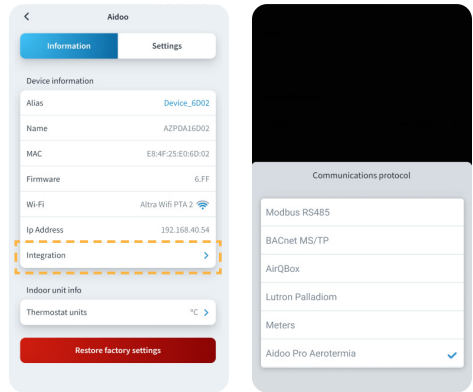 Aidoo
Information Settings
Device information
Alias Device_6D02
Name AZPDA16D02
MAC E8:4F:25:E0:6D:02
Firmware 6.FF
Wi-Fi Altra Wifi PTA 2
Ip Address 192.168.40.54
Integration
Indoor unit info
Thermostat units °C
Restore factory settings
Communications protocol
Modbus RS485
BACnet MS/TP
AirQBox
Lutron Palladiom
Meters
Aidoo Pro Aerotermia